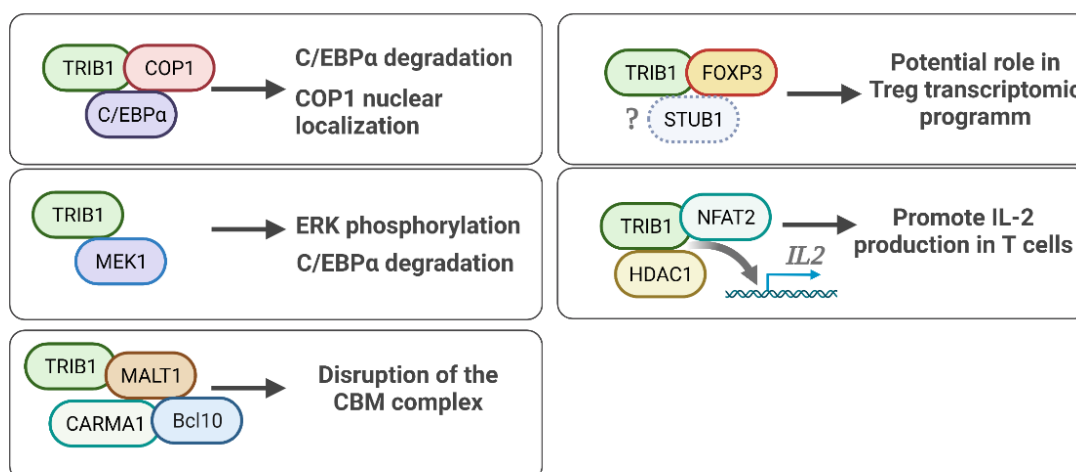 TRIB1
COP1
C/EBPα
C/EBPα degradation
COP1 nuclear
localization
TRIB1
FOXP3
?
STUB1
Potential role in
Treg transcriptomic
programm
TRIB1
MEK1
ERK phosphorylation
C/EBPα degradation
TRIB1
NFAT2
HDAC1
IL2
Promote IL-2
production in T cells
TRIB1
MALT1
CARMA1
Bcl10
Disruption of the
CBM complex